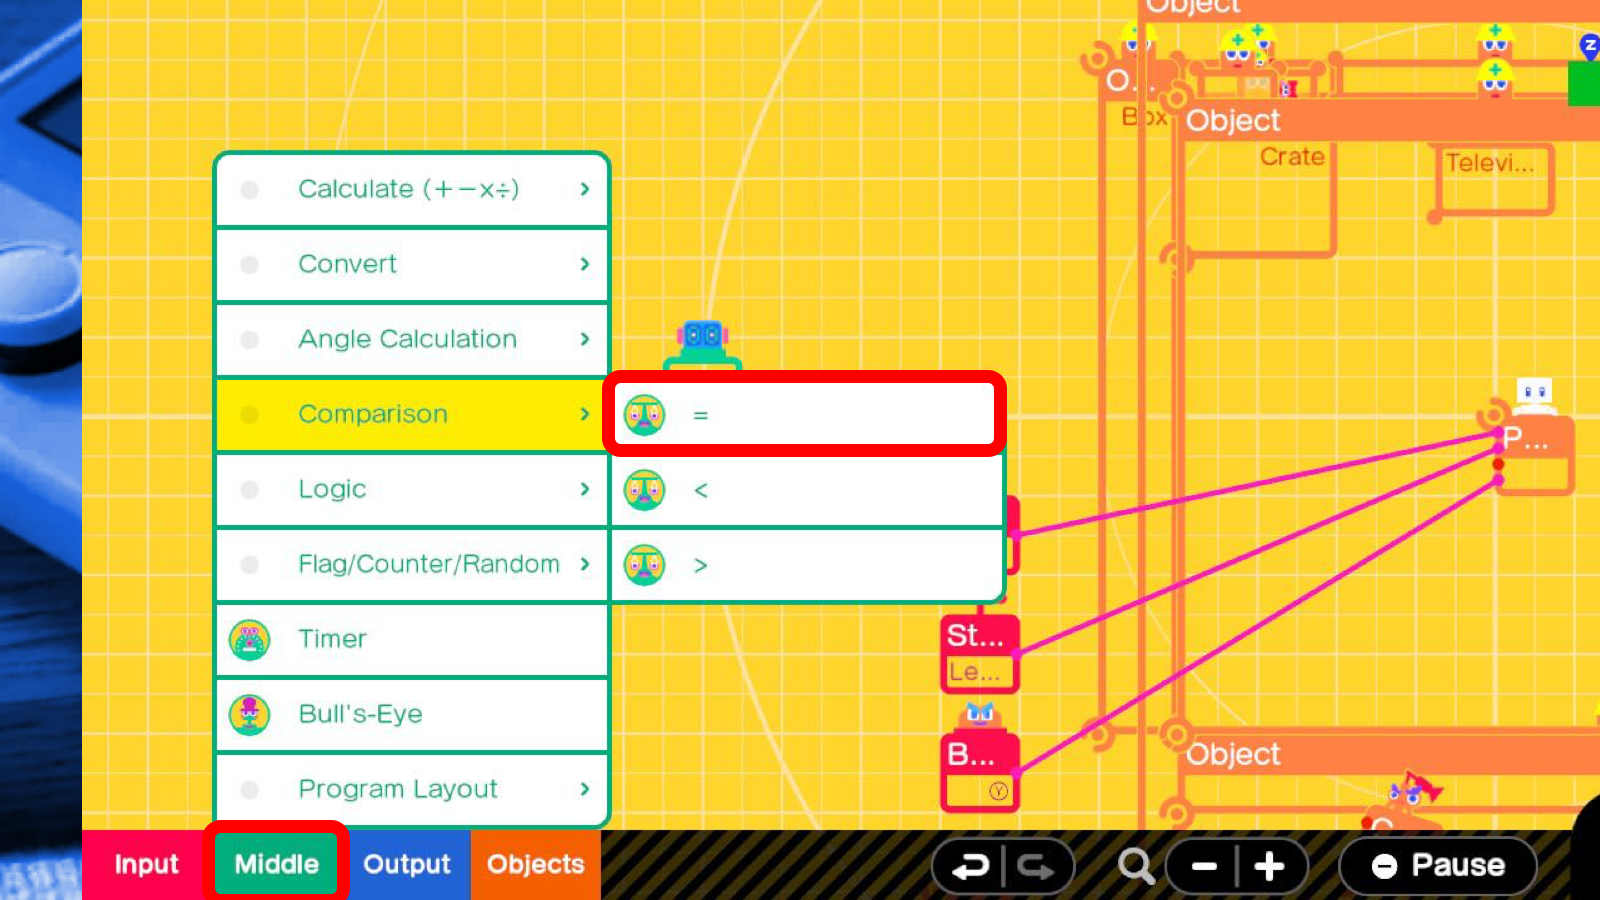 Object
O...
Box
Object
Crate
Televi...
Calculate (+−x÷)
Convert
Angle Calculation
Comparison
=
Logic
<
Flag/Counter/Random
>
Timer
Bull's-Eye
Program Layout
P...
St...
Le...
B...
Y
Object
Z
Input
Middle
Output
Objects
Pause